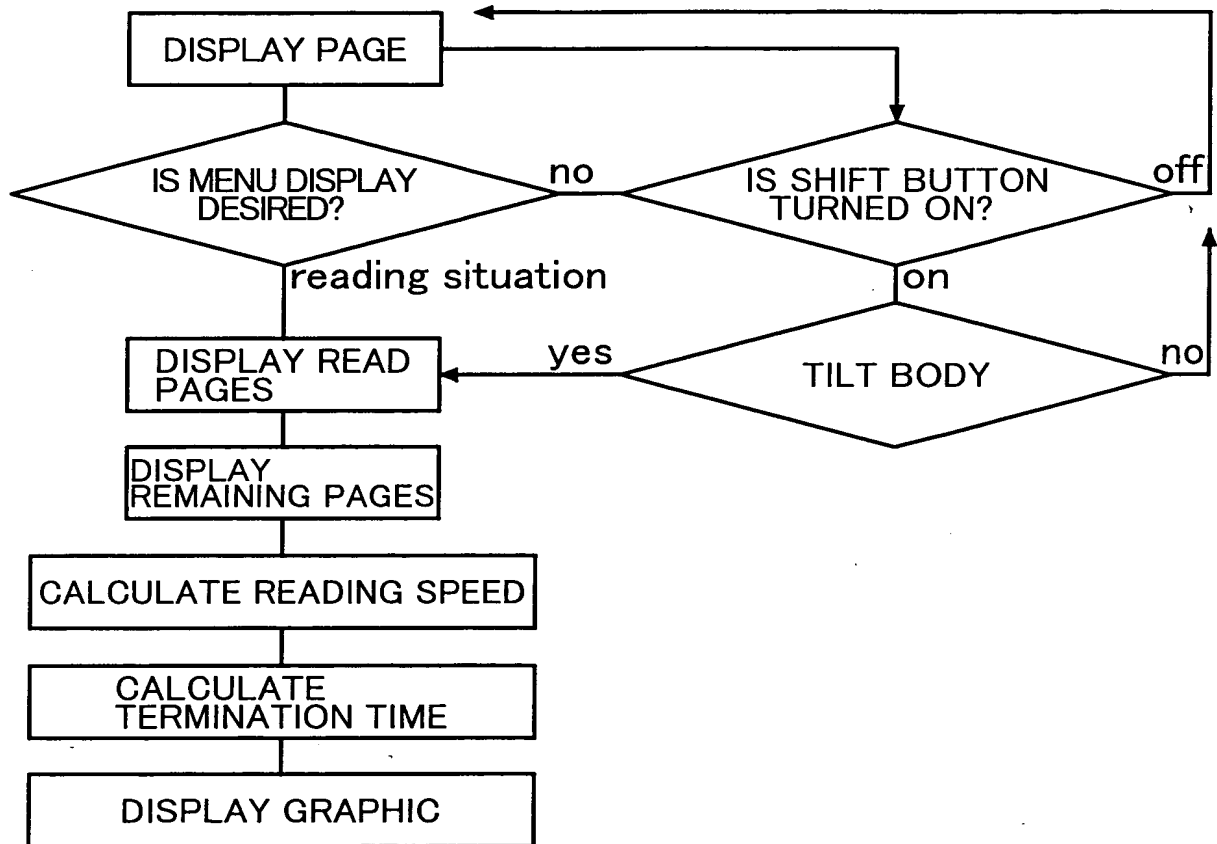 DISPLAY PAGE
IS MENU DISPLAY
DESIRED?
no
IS SHIFT BUTTON
TURNED ON?
off
reading situation
on
DISPLAY READ
PAGES
yes
TILT BODY
no
DISPLAY
REMAINING PAGES
CALCULATE READING SPEED
CALCULATE
TERMINATION TIME
DISPLAY GRAPHIC